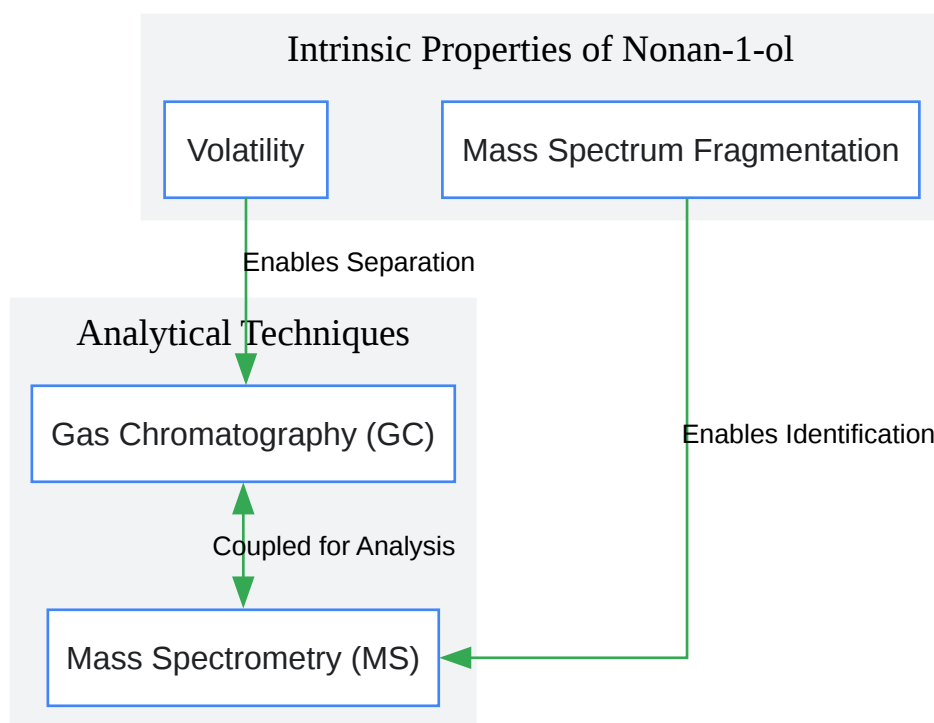 Intrinsic Properties of Nonan-1-ol
Volatility
Mass Spectrum Fragmentation
Enables Separation
Analytical Techniques
Gas Chromatography (GC)
Enables Identification
Coupled for Analysis
Mass Spectrometry (MS)